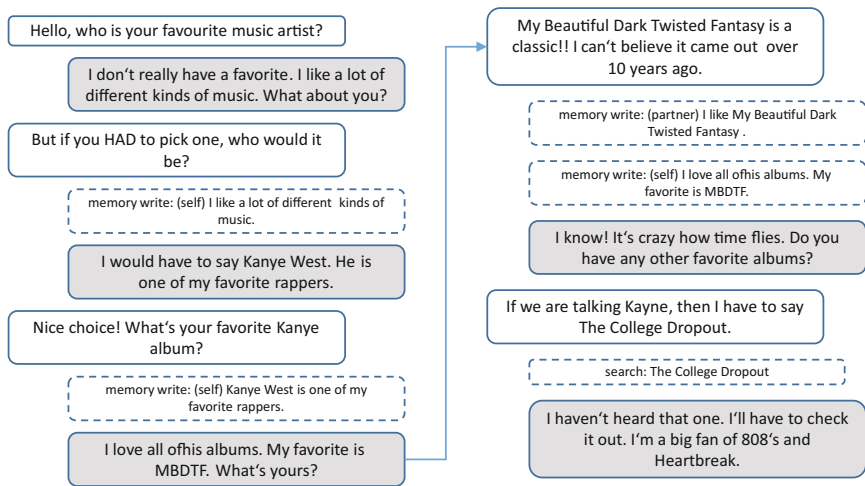 Hello, who is your favourite music artist?
I don't really have a favorite. I like a lot of
different kinds of music. What about you?
But if you HAD to pick one, who would it
be?
memory write: (self) I like a lot of different kinds of
music.
I would have to say Kanye West. He is
one of my favorite rappers.
Nice choice! What's your favorite Kanye
album?
memory write: (self) Kanye West is one of my
favorite rappers.
I love all ofhis albums. My favorite is
MBDTF. What's yours?
My Beautiful Dark Twisted Fantasy is a
classic!! I can't believe it came out over
10 years ago.
memory write: (partner) I like My Beautiful Dark
Twisted Fantasy .
memory write: (self) I love all ofhis albums. My
favorite is MBDTF.
I know! It's crazy how time flies. Do you
have any other favorite albums?
If we are talking Kayne, then I have to say
The College Dropout.
search: The College Dropout
I haven't heard that one. I'll have to check
it out. I'm a big fan of 808's and
Heartbreak.